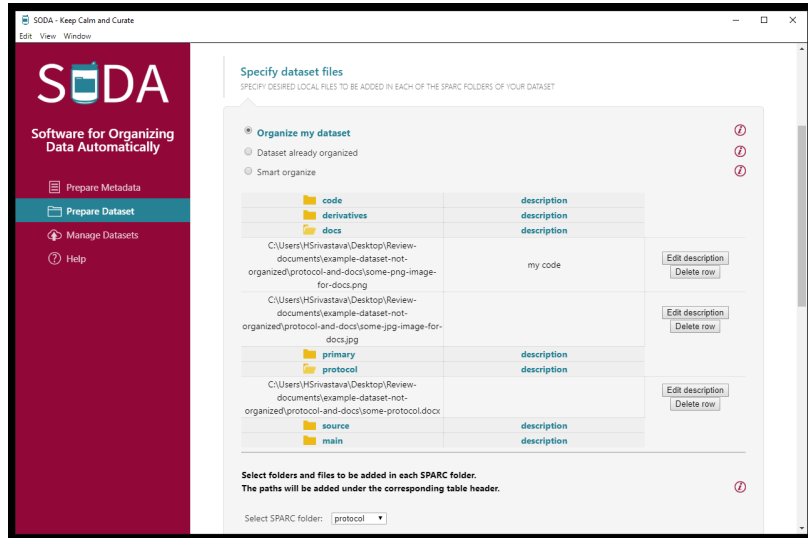 SODA - Keep Calm and Curate
Edit View Window
SODA
Software for Organizing
Data Automatically
Prepare Metadata
Prepare Dataset
Manage Datasets
Help
Specify dataset files
SPECIFY DESIRED LOCAL FILES TO BE ADDED IN EACH OF THE SPARC FOLDERS OF YOUR DATASET
Organize my dataset
Dataset already organized
Smart organize
code description
derivatives description
docs description
C:\Users\HSrivastava\Desktop\Review-
documents\example-dataset-not-
organized\protocol-and-docs\some-png-image-
for-docs.png
my code
Edit description
Delete row
C:\Users\HSrivastava\Desktop\Review-
documents\example-dataset-not-
organized\protocol-and-docs\some-jpg-image-for-
docs.jpg
Edit description
Delete row
primary description
protocol description
C:\Users\HSrivastava\Desktop\Review-
documents\example-dataset-not-
organized\protocol-and-docs\some-protocol.docx
Edit description
Delete row
source description
main description
Select folders and files to be added in each SPARC folder.
The paths will be added under the corresponding table header.
Select SPARC folder: protocol